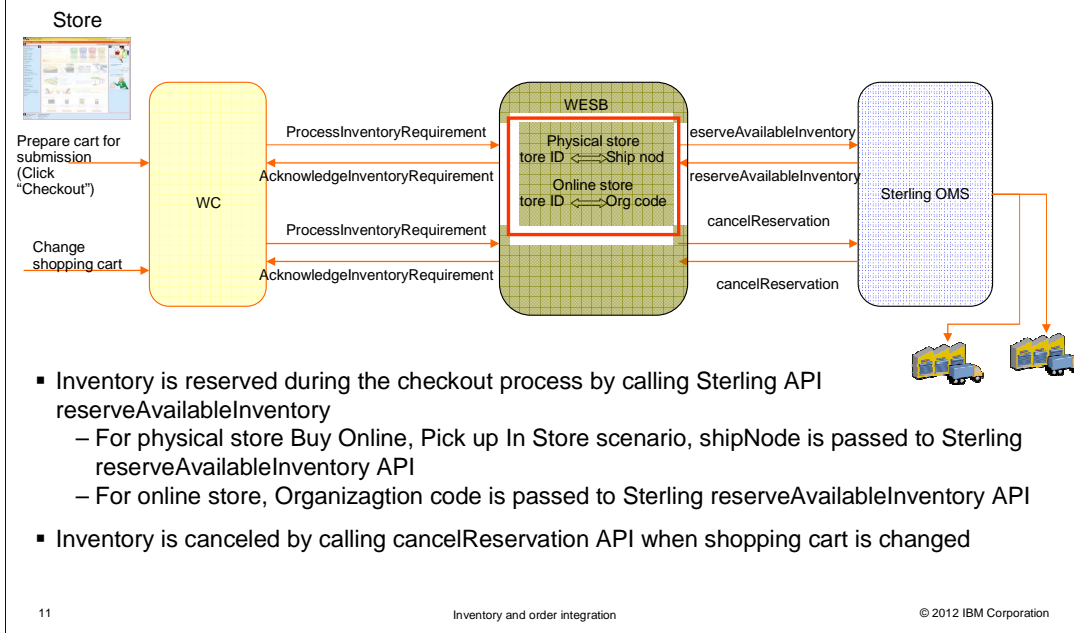 Store
Prepare cart for
submission
(Click
“Checkout”)
Change
shopping cart
WC
ProcessInventoryRequirement
AcknowledgeInventoryRequirement
ProcessInventoryRequirement
AcknowledgeInventoryRequirement
WESB
Physical store
tore ID Ship nod
Online store
tore ID Org code
eserveAvailableInventory
reserveAvailableInventory
cancelReservation
cancelReservation
Sterling OMS
▪ Inventory is reserved during the checkout process by calling Sterling API
reserveAvailableInventory
– For physical store Buy Online, Pick up In Store scenario, shipNode is passed to Sterling
reserveAvailableInventory API
– For online store, Organizagtion code is passed to Sterling reserveAvailableInventory API
▪ Inventory is canceled by calling cancelReservation API when shopping cart is changed
11
Inventory and order integration
© 2012 IBM Corporation